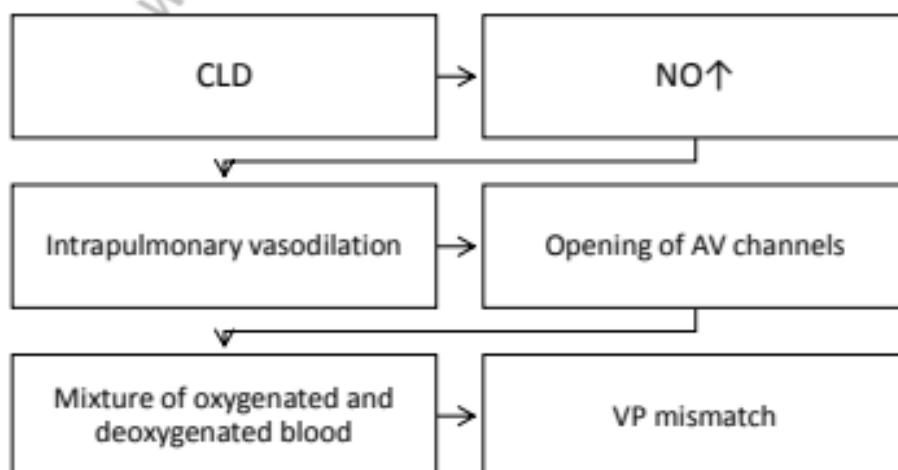 CLD
NO↑
Intrapulmonary vasodilation
Opening of AV channels
Mixture of oxygenated and
deoxygenated blood
VP mismatch